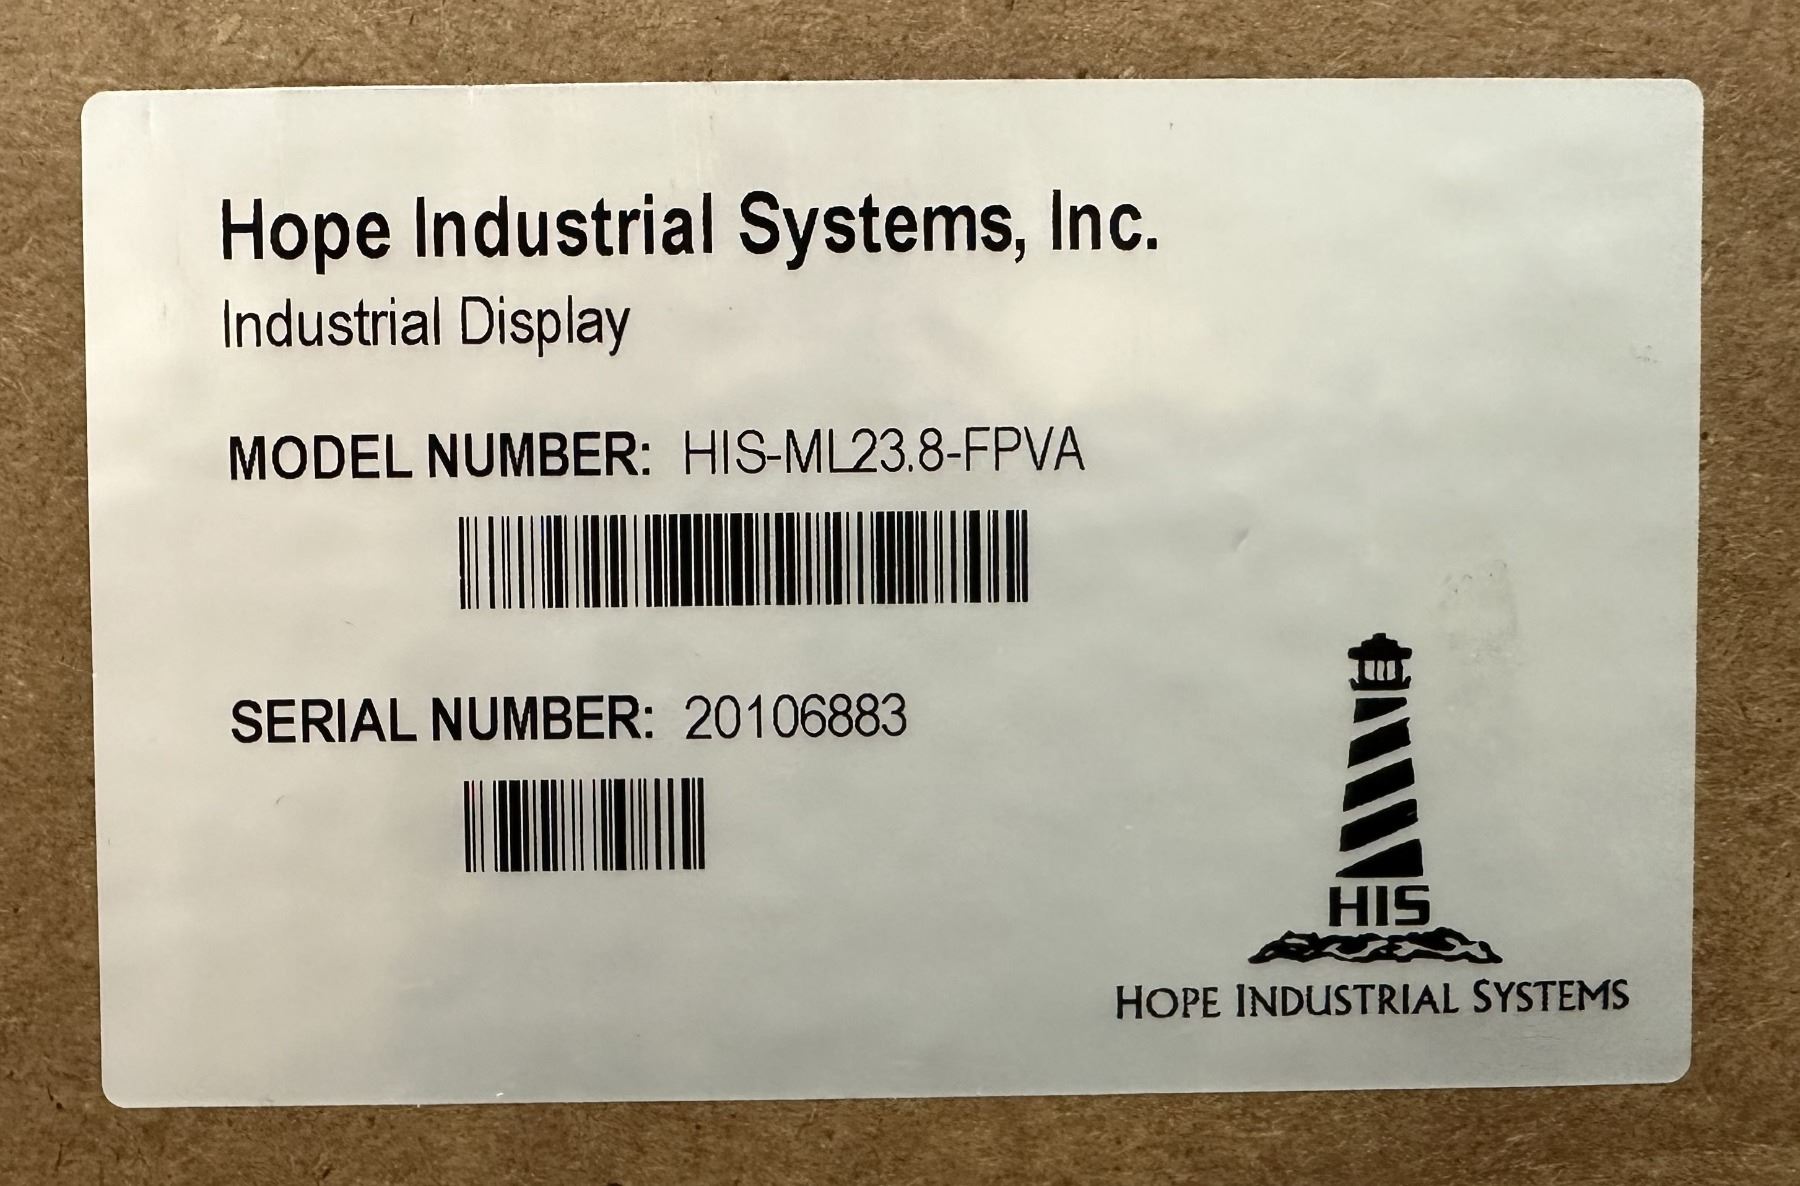 Hope Industrial Systems, Inc.
Industrial Display
MODEL NUMBER: HIS-ML23.8-FPVA
SERIAL NUMBER: 20106883
HIS
HOPE INDUSTRIAL SYSTEMS